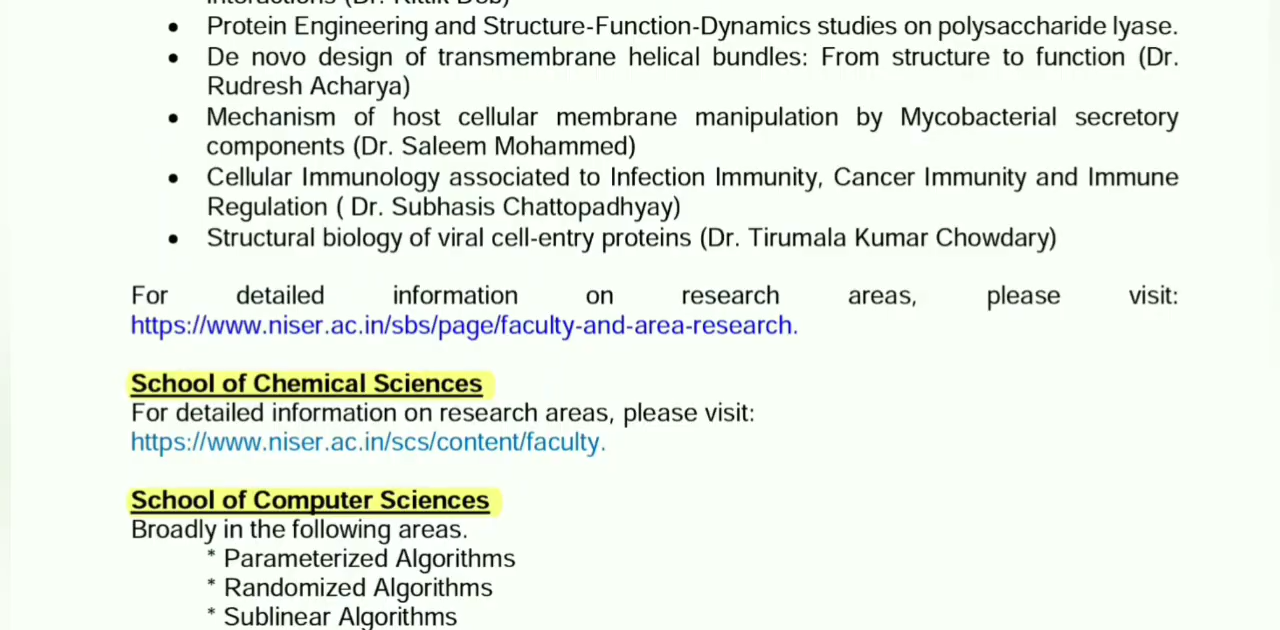 interactions (Dr. Rittik Deb)
• Protein Engineering and Structure-Function-Dynamics studies on polysaccharide lyase.
• De novo design of transmembrane helical bundles: From structure to function (Dr.
Rudresh Acharya)
• Mechanism of host cellular membrane manipulation by Mycobacterial secretory
components (Dr. Saleem Mohammed)
• Cellular Immunology associated to Infection Immunity, Cancer Immunity and Immune
Regulation ( Dr. Subhasis Chattopadhyay)
• Structural biology of viral cell-entry proteins (Dr. Tirumala Kumar Chowdary)
For detailed information on research areas, please visit:
https://www.niser.ac.in/sbs/page/faculty-and-area-research.
School of Chemical Sciences
For detailed information on research areas, please visit:
https://www.niser.ac.in/scs/content/faculty.
School of Computer Sciences
Broadly in the following areas.
* Parameterized Algorithms
* Randomized Algorithms
* Sublinear Algorithms